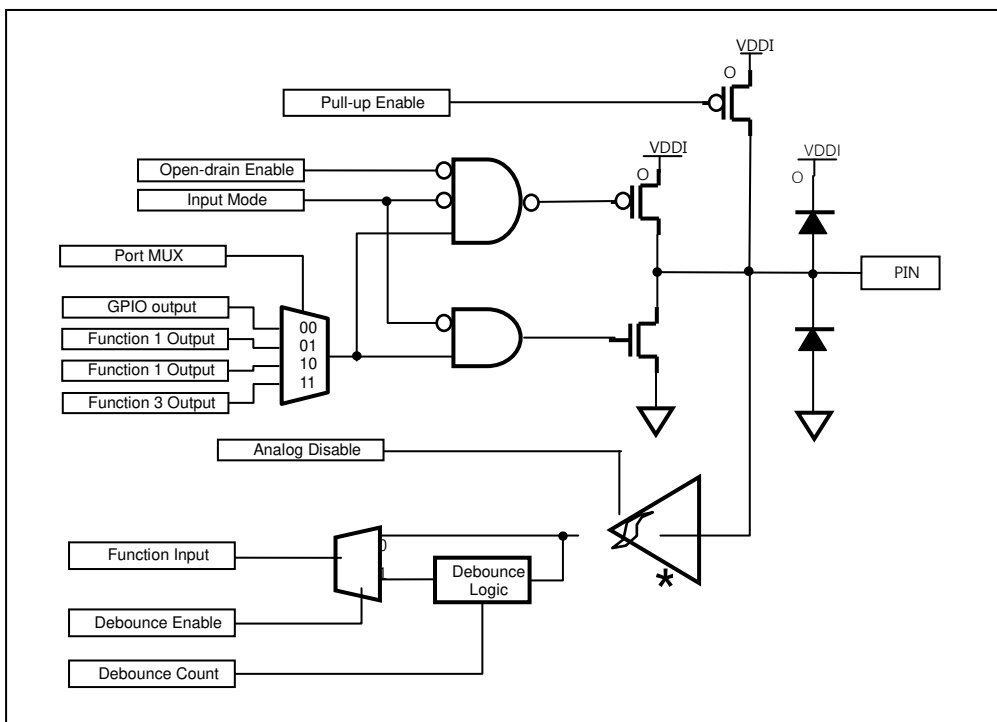 VDDI
O
Pull-up Enable
VDDI
O
VDDI
O
Open-drain Enable
Input Mode
Port MUX
PIN
GPIO output
00
Function 1 Output
01
Function 1 Output
10
Function 3 Output
11
Analog Disable
Function Input
0
1
Debounce
Logic
*
Debounce Enable
Debounce Count